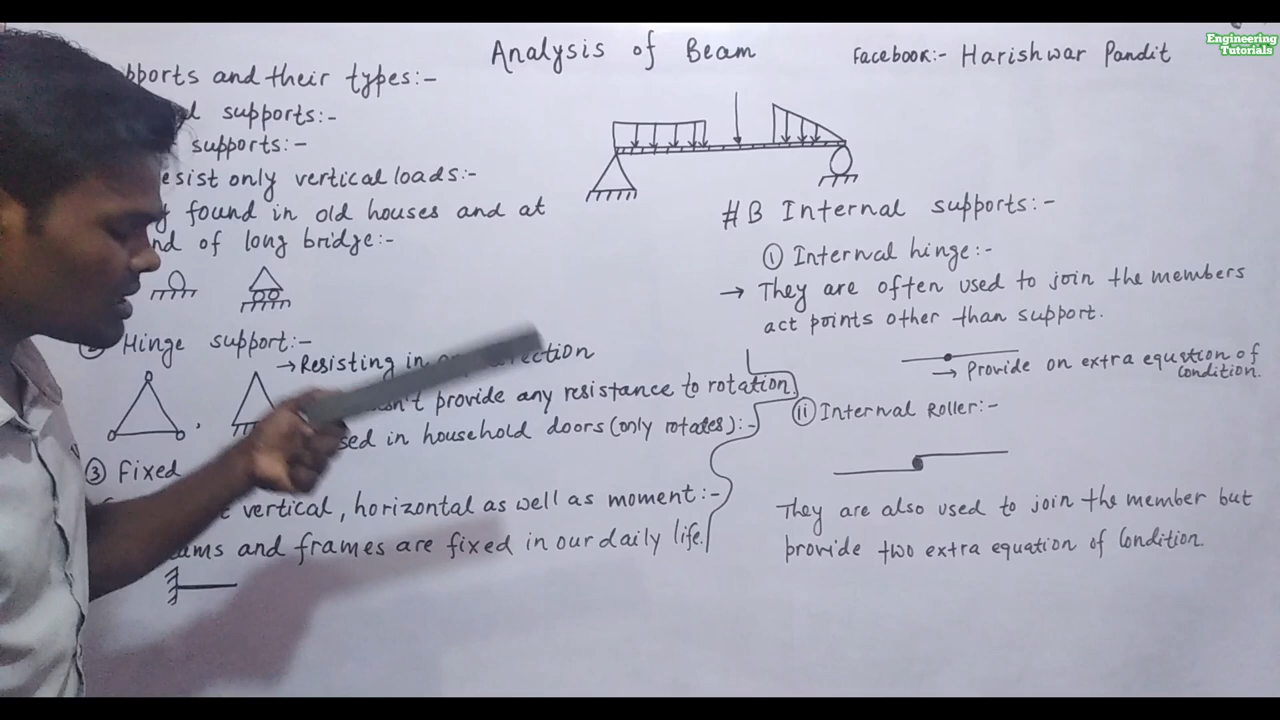 Analysis of Beam
Facebook:- Harishwar Pandit
Engineering
Tutorials
pports and their types:-
supports:-
supports:-
esist only vertical loads:-
found in old houses and at
nd of long bridge:-
Hinge support:-
→Resisting in
n't provide any resistance to rotation.
sed in household doors (only rotates):-
③ Fixed
vertical, horizontal as well as moment:-
ams and frames are fixed in our daily life.
#B Internal supports:-
① Internal hinge:-
→ They are often used to join the members
act points other than support.
→ Provide on extra equstion of
condition.
ⅱ Internal Roller:-
They are also used to join the member but
provide two extra equation of Condition.